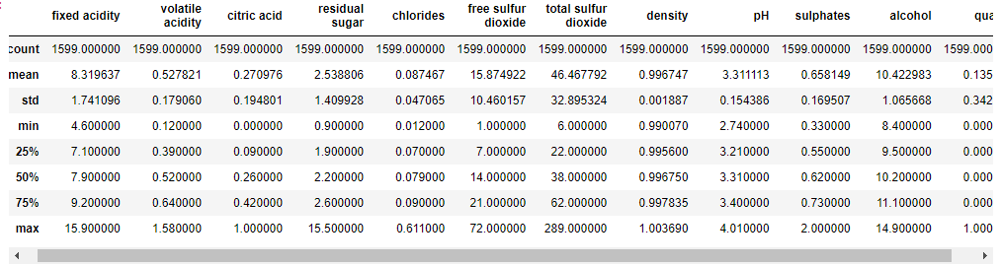 fixed acidity volatile acidity citric acid residual sugar chlorides free sulfur dioxide total sulfur dioxide density pH sulphates alcohol qua
count 1599.000000 1599.000000 1599.000000 1599.000000 1599.000000 1599.000000 1599.000000 1599.000000 1599.000000 1599.000000 1599.000000 1599.000
mean 8.319637 0.527821 0.270976 2.538806 0.087467 15.874922 46.467792 0.996747 3.311113 0.658149 10.422983 0.135
std 1.741096 0.179060 0.194801 1.409928 0.047065 10.460157 32.895324 0.001887 0.154386 0.169507 1.065668 0.342
min 4.600000 0.120000 0.000000 0.900000 0.012000 1.000000 6.000000 0.990070 2.740000 0.330000 8.400000 0.000
25% 7.100000 0.390000 0.090000 1.900000 0.070000 7.000000 22.000000 0.995600 3.210000 0.550000 9.500000 0.000
50% 7.900000 0.520000 0.260000 2.200000 0.079000 14.000000 38.000000 0.996750 3.310000 0.620000 10.200000 0.000
75% 9.200000 0.640000 0.420000 2.600000 0.090000 21.000000 62.000000 0.997835 3.400000 0.730000 11.100000 0.000
max 15.900000 1.580000 1.000000 15.500000 0.611000 72.000000 289.000000 1.003690 4.010000 2.000000 14.900000 1.000